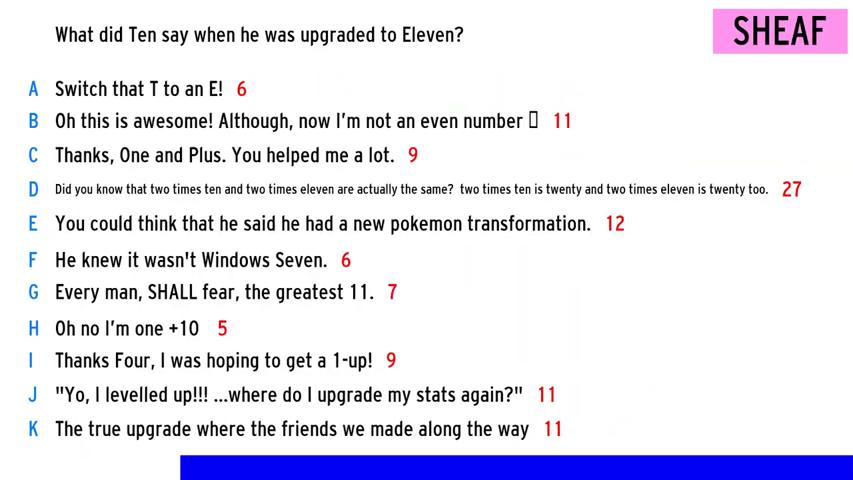 What did Ten say when he was upgraded to Eleven?
SHEAF
A Switch that T to an E! 6
B Oh this is awesome! Although, now I'm not an even number 11
C Thanks, One and Plus. You helped me a lot. 9
D Did you know that two times ten and two times eleven are actually the same? two times ten is twenty and two times eleven is twenty too. 27
E You could think that he said he had a new pokemon transformation. 12
F He knew it wasn't Windows Seven. 6
G Every man, SHALL fear, the greatest 11. 7
H Oh no I'm one +10 5
I Thanks Four, I was hoping to get a 1-up! 9
J "Yo, I levelled up!!! ...where do I upgrade my stats again?" 11
K The true upgrade where the friends we made along the way 11